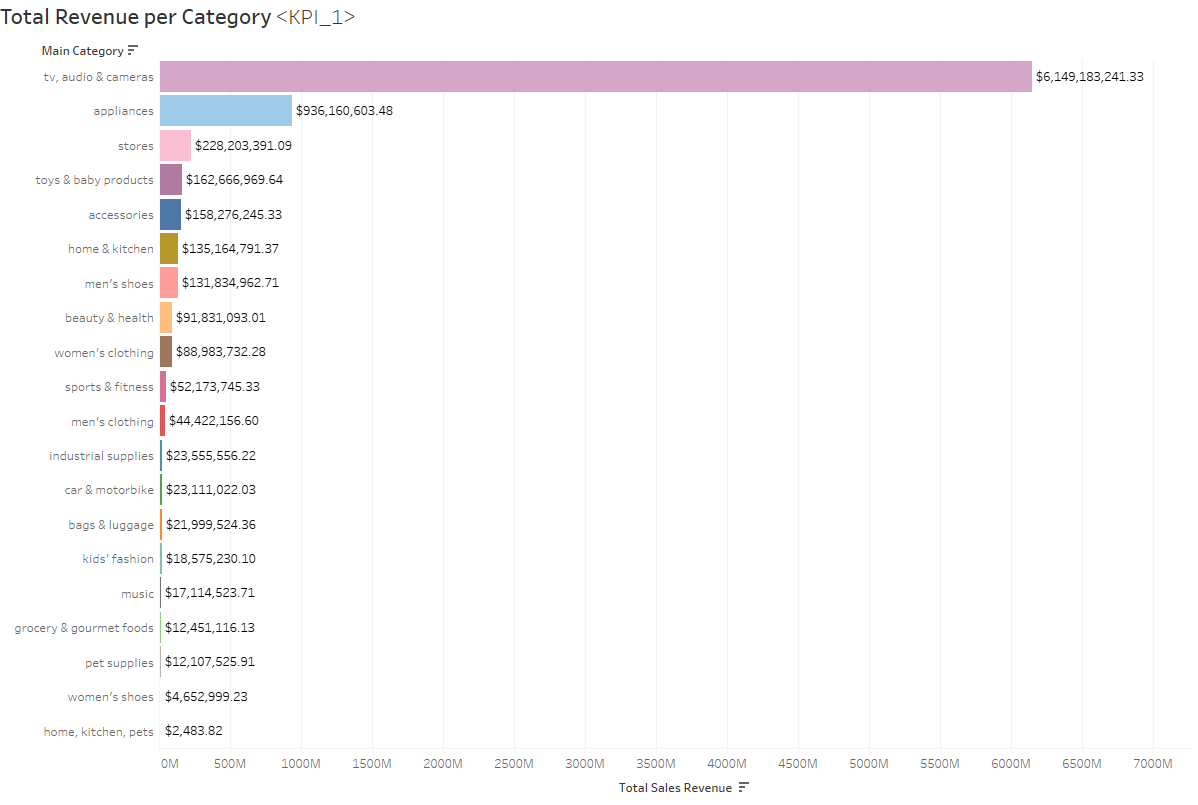 Total Revenue per Category <KPI_1>
Main Category
tv, audio & cameras $6,149,183,241.33
appliances $936,160,603.48
stores $228,203,391.09
toys & baby products $162,666,969.64
accessories $158,276,245.33
home & kitchen $135,164,791.37
men's shoes $131,834,962.71
beauty & health $91,831,093.01
women's clothing $88,983,732.28
sports & fitness $52,173,745.33
men's clothing $44,422,156.60
industrial supplies $23,555,556.22
car & motorbike $23,111,022.03
bags & luggage $21,999,524.36
kids' fashion $18,575,230.10
music $17,114,523.71
grocery & gourmet foods $12,451,116.13
pet supplies $12,107,525.91
women's shoes $4,652,999.23
home, kitchen, pets $2,483.82
0M 500M 1000M 1500M 2000M 2500M 3000M 3500M 4000M 4500M 5000M 5500M 6000M 6500M 7000M
Total Sales Revenue